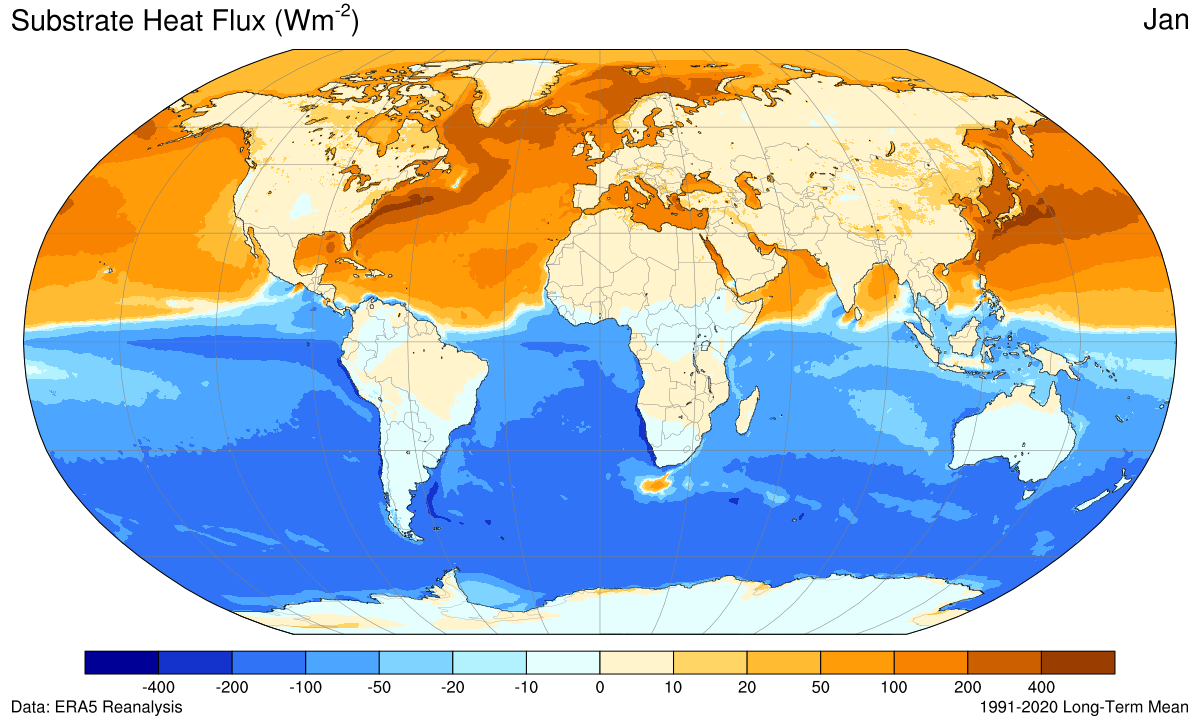 Substrate Heat Flux (Wm-2)
Jan
-400 -200 -100 -50 -20 -10 0 10 20 50 100 200 400
Data: ERA5 Reanalysis
1991-2020 Long-Term Mean